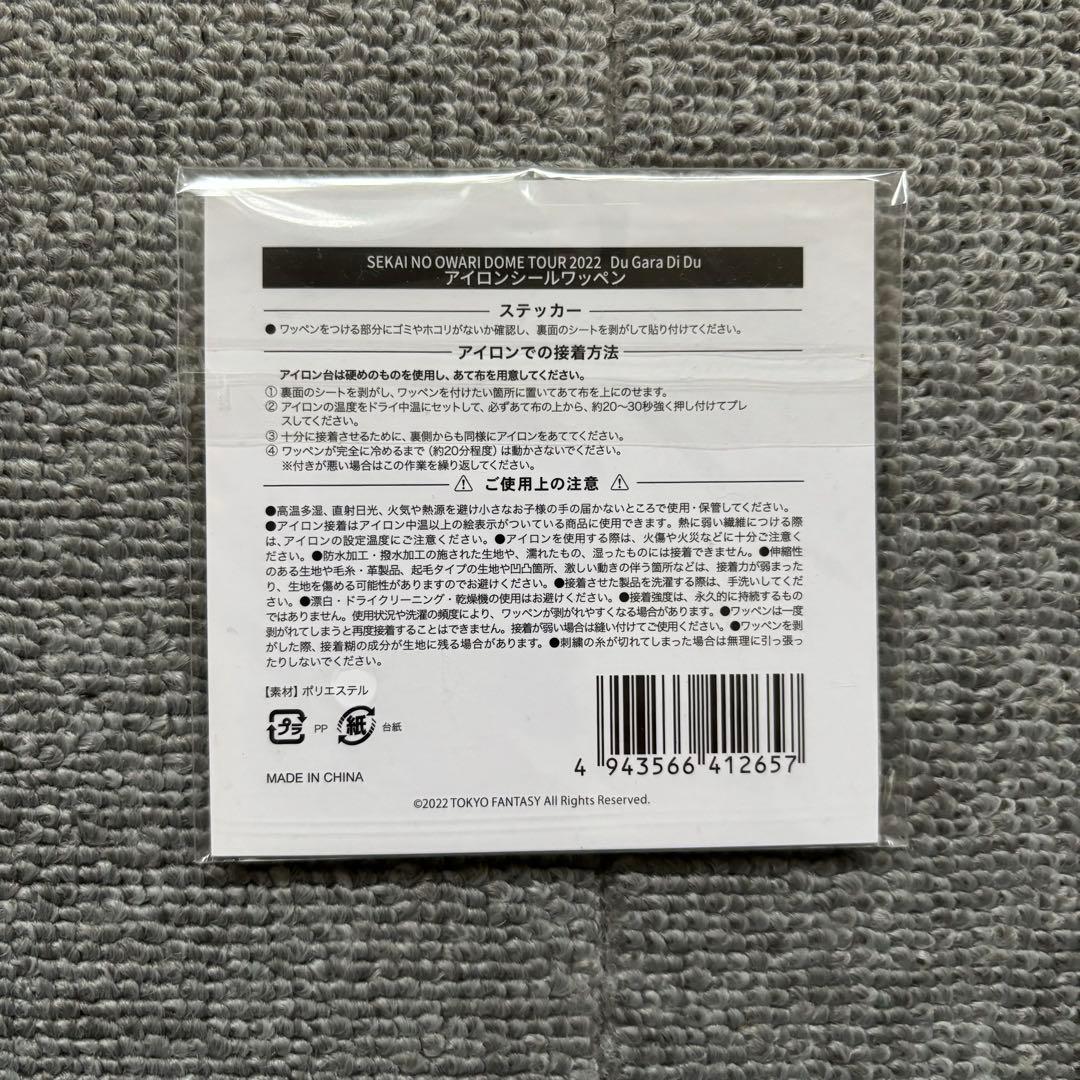 SEKAI NO OWARI DOME TOUR 2022 Du Gara Di Du
アイロンシールワッペン
ステッカー
● ワッペンをつける部分にゴミやホコリがないか確認し、裏面のシートを剥がして貼り付けてください。
アイロンでの接着方法
アイロン台は硬めのものを使用し、あて布を用意してください。
① 裏面のシートを剥がし、ワッペンを付けたい箇所に置いてあて布を上にのせます。
② アイロンの温度をドライ中温にセットして、必ずあて布の上から、約20〜30秒強く押し付けてプレ
スしてください。
③ 十分に接着させるために、裏側からも同様にアイロンをあててください。
④ ワッペンが完全に冷めるまで（約20分程度）は動かさないでください。
※付きが悪い場合はこの作業を繰り返してください。
⚠ ご使用上の注意 ⚠
●高温多湿、直射日光、火気や熱源を避け小さなお子様の手の届かないところで使用・保管してください。
●アイロン接着はアイロン中温以上の絵表示がついている商品に使用できます。熱に弱い繊維につける際
は、アイロンの設定温度にご注意ください。●アイロンを使用する際は、火傷や火災などに十分ご注意く
ださい。●防水加工・撥水加工の施された生地や、濡れたもの、湿ったものには接着できません。●伸縮性
のある生地や毛糸・革製品、起毛タイプの生地や凹凸箇所、激しい動きの伴う箇所などは、接着力が弱まった
り、生地を傷める可能性がありますのでお避けください。●接着させた製品を洗濯する際は、手洗いしてくだ
さい。●漂白・ドライクリーニング・乾燥機の使用はお避けください。●接着強度は、永久的に持続するもの
ではありません。使用状況や洗濯の頻度により、ワッペンが剥がれやすくなる場合があります。●ワッペンは一度
剥がれてしまうと再度接着することはできません。接着が弱い場合は縫い付けてご使用ください。●ワッペンを剥
がした際、接着糊の成分が生地に残る場合があります。●刺繍の糸が切れてしまった場合は無理に引っ張っ
たりしないでください。
【素材】ポリエステル
プラ PP 紙 台紙
4 943566 412657
MADE IN CHINA
©2022 TOKYO FANTASY All Rights Reserved.